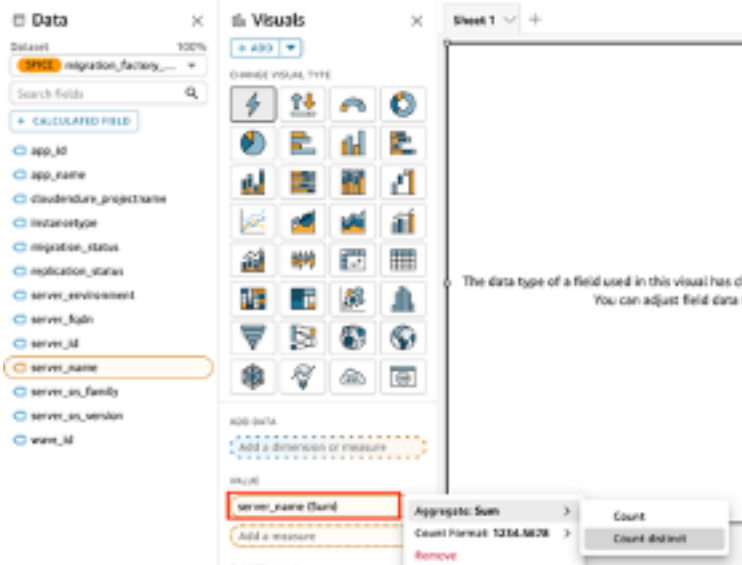 Data
Dataset 100%
SPICE migration_factory_...
Search fields
+ CALCULATED FIELD
app_id
app_name
cloudendure_projectname
instancetype
migration_status
replication_status
server_environment
server_fqdn
server_id
server_name
server_os_family
server_os_version
wave_id
Visuals
+ ADD
CHANGE VISUAL TYPE
ADD DATA
Add a dimension or measure
VALUE
server_name (Sum)
Add a measure
Sheet 1
The data type of a field used in this visual has c
You can adjust field data
Aggregate: Sum
Count Format: 1234.5678
Remove
Count
Count distinct